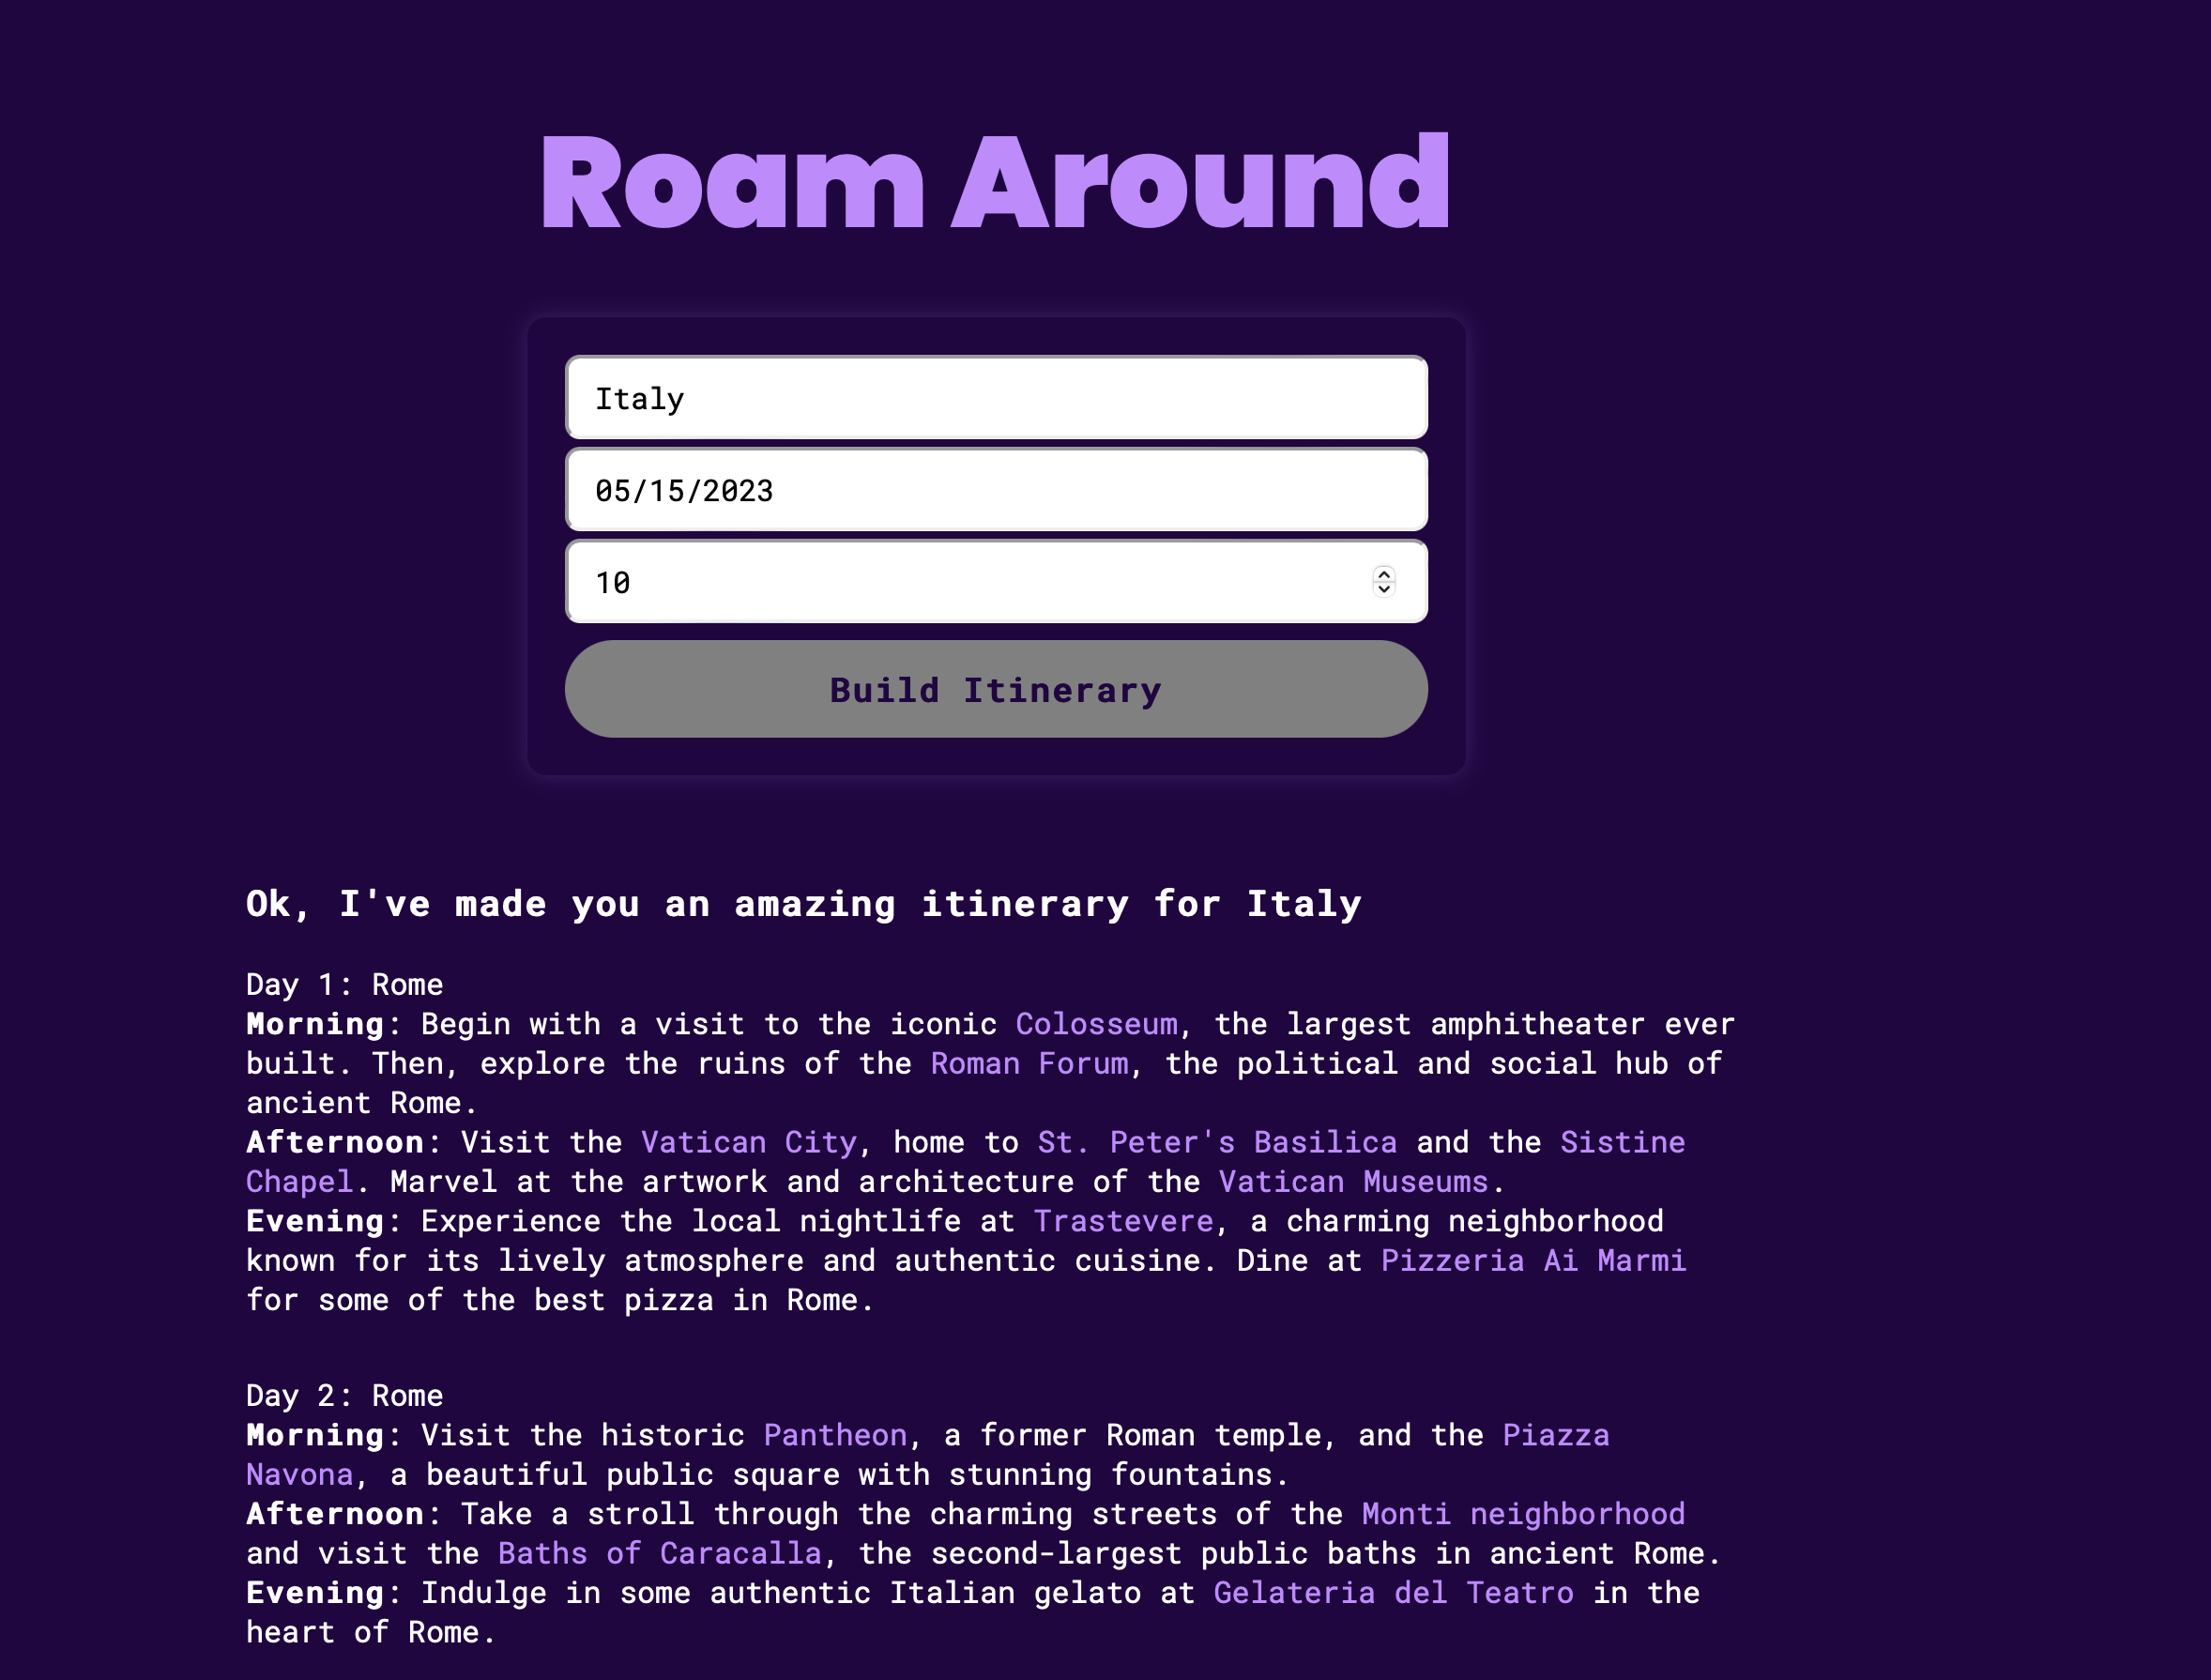 Roam Around
Italy
05/15/2023
10
Build Itinerary
Ok, I've made you an amazing itinerary for Italy
Day 1: Rome
Morning: Begin with a visit to the iconic Colosseum, the largest amphitheater ever
built. Then, explore the ruins of the Roman Forum, the political and social hub of
ancient Rome.
Afternoon: Visit the Vatican City, home to St. Peter's Basilica and the Sistine
Chapel. Marvel at the artwork and architecture of the Vatican Museums.
Evening: Experience the local nightlife at Trastevere, a charming neighborhood
known for its lively atmosphere and authentic cuisine. Dine at Pizzeria Ai Marmi
for some of the best pizza in Rome.
Day 2: Rome
Morning: Visit the historic Pantheon, a former Roman temple, and the Piazza
Navona, a beautiful public square with stunning fountains.
Afternoon: Take a stroll through the charming streets of the Monti neighborhood
and visit the Baths of Caracalla, the second-largest public baths in ancient Rome.
Evening: Indulge in some authentic Italian gelato at Gelateria del Teatro in the
heart of Rome.